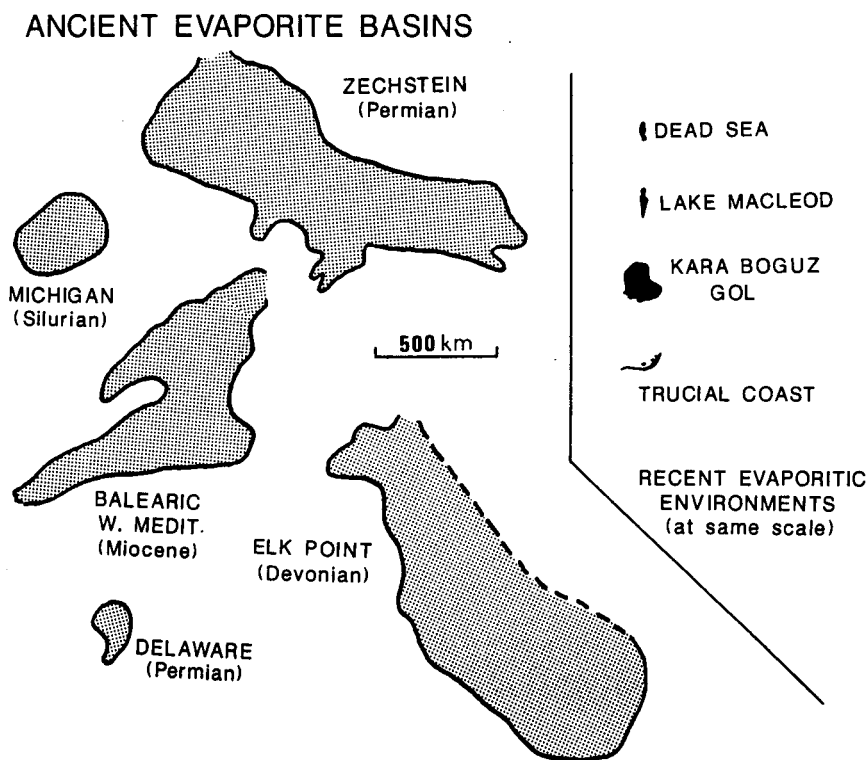 ANCIENT EVAPORITE BASINS
ZECHSTEIN
(Permian)
MICHIGAN
(Silurian)
500 km
BALEARIC
W. MEDIT.
(Miocene)
ELK POINT
(Devonian)
DELAWARE
(Permian)
DEAD SEA
LAKE MACLEOD
KARA BOGUZ
GOL
TRUCIAL COAST
RECENT EVAPORITIC
ENVIRONMENTS
(at same scale)